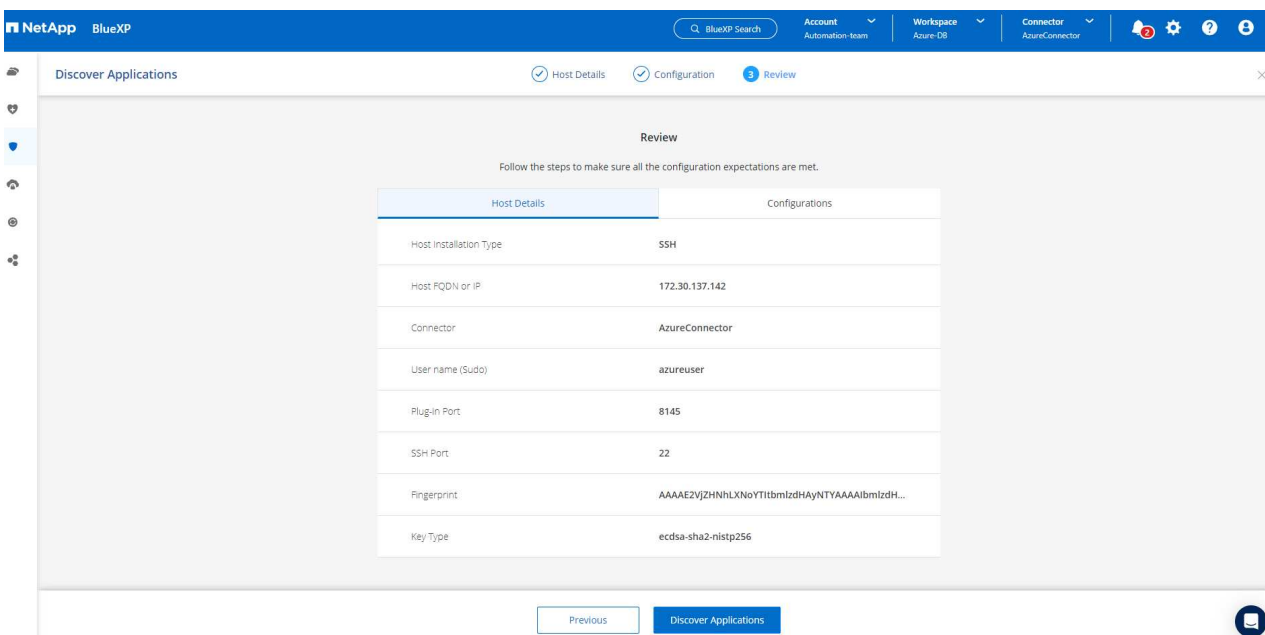 NetApp BlueXP
BlueXP Search
Account
Automation-team
Workspace
Azure-DB
Connector
AzureConnector
2
Discover Applications
Host Details
Configuration
3 Review
Review
Follow the steps to make sure all the configuration expectations are met.
Host Details Configurations
Host Installation Type SSH
Host FQDN or IP 172.30.137.142
Connector AzureConnector
User name (Sudo) azureuser
Plug-in Port 8145
SSH Port 22
Fingerprint AAAAE2VjZHNhLXNoYTItbmlzdHAyNTYAAAAIbmlzdH...
Key Type ecdsa-sha2-nistp256
Previous Discover Applications